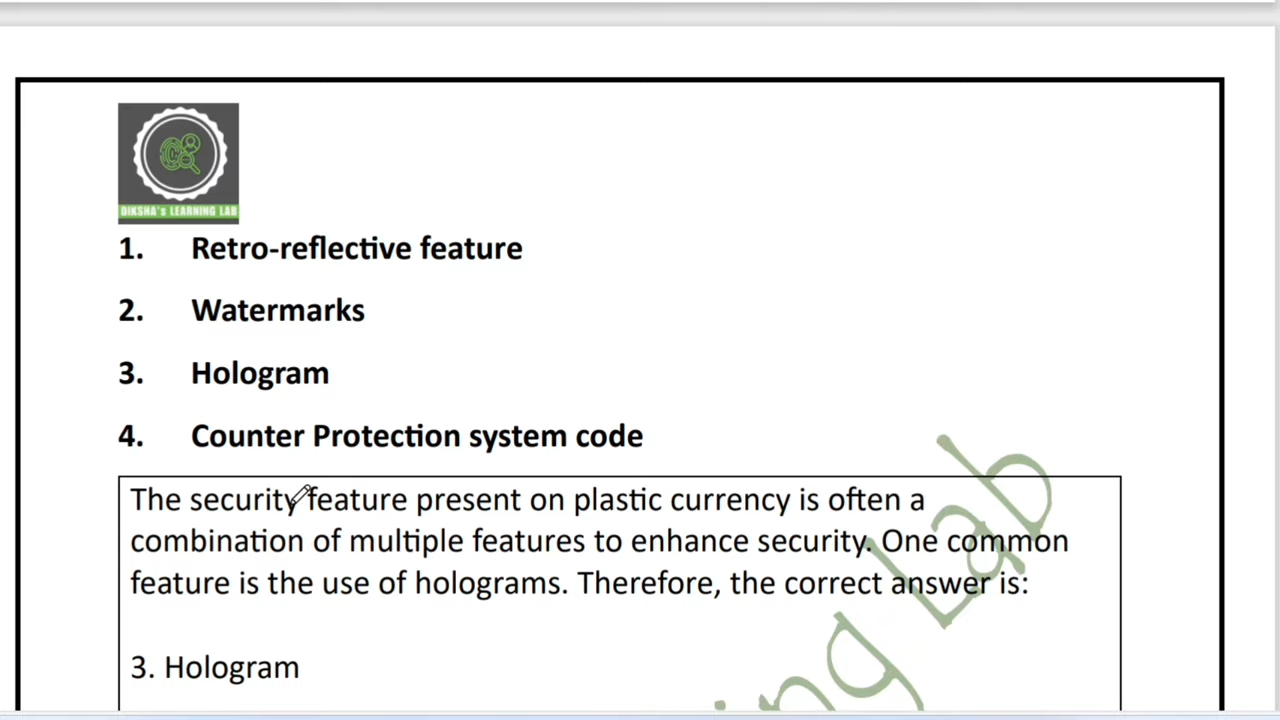 DIKSHA's LEARNING LAB
1. Retro-reflective feature
2. Watermarks
3. Hologram
4. Counter Protection system code
The security feature present on plastic currency is often a
combination of multiple features to enhance security. One common
feature is the use of holograms. Therefore, the correct answer is:
3. Hologram
ing Lab